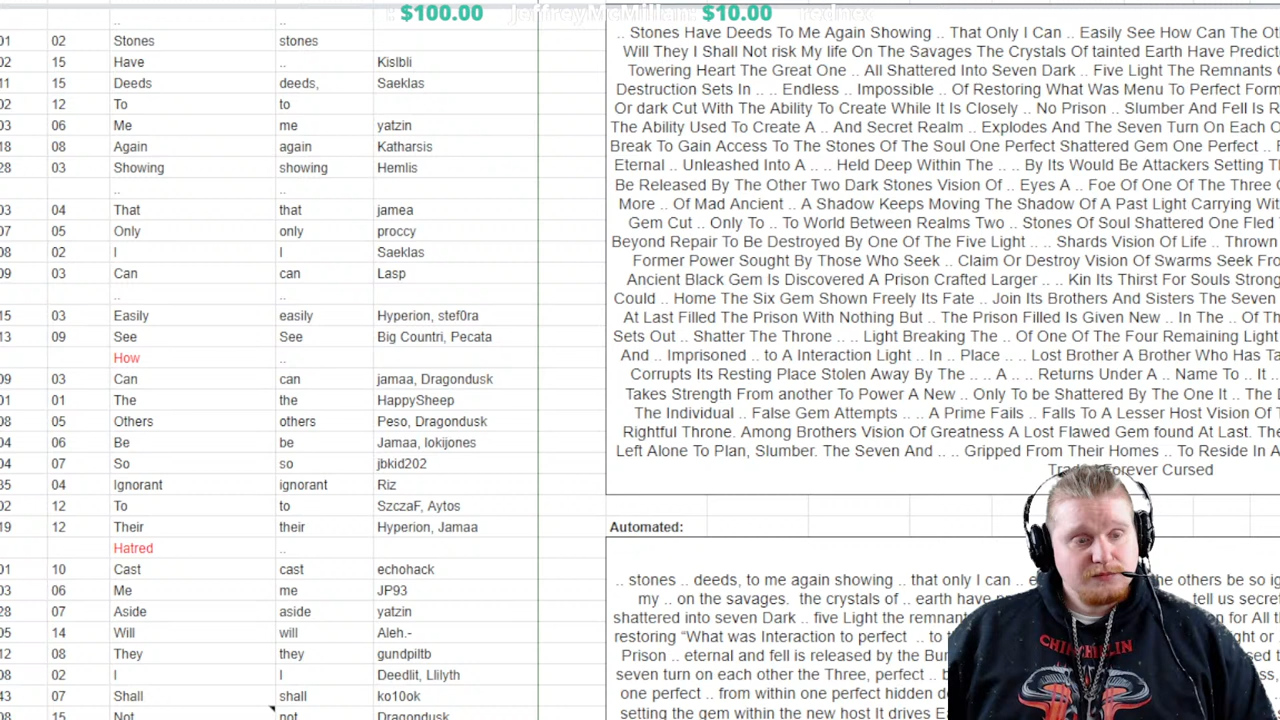 $100.00 JeffreyMcMillan: $10.00
.. ..
01 02 Stones stones
02 15 Have .. Kislbli
11 15 Deeds deeds, Saeklas
02 12 To to
03 06 Me me yatzin
18 08 Again again Katharsis
28 03 Showing showing Hemlis
.. ..
03 04 That that jamea
07 05 Only only proccy
08 02 I I Saeklas
09 03 Can can Lasp
.. ..
15 03 Easily easily Hyperion, stef0ra
13 09 See See Big Countri, Pecata
How ..
09 03 Can can jamaa, Dragondusk
01 01 The the HappySheep
08 05 Others others Peso, Dragondusk
04 06 Be be Jamaa, lokijones
04 07 So so jbkid202
35 04 Ignorant ignorant Riz
02 12 To to SzczaF, Aytos
19 12 Their their Hyperion, Jamaa
Hatred ..
01 10 Cast cast echohack
03 06 Me me JP93
28 07 Aside aside yatzin
05 14 Will will Aleh.-
12 08 They they gundpiltb
08 02 I I Deedlit, Llilyth
43 07 Shall shall ko10ok
08 15 Not not Dragondusk
.. Stones Have Deeds To Me Again Showing .. That Only I Can .. Easily See How Can The
Will They I Shall Not risk My life On The Savages The Crystals Of tainted Earth Have
Towering Heart The Great One .. All Shattered Into Seven Dark .. Five Light The Remnants
Destruction Sets In .. .. Endless .. Impossible .. Of Restoring What Was Menu To Perfect
Or dark Cut With The Ability To Create While It Is Closely .. No Prison .. Slumber And Fell Is
The Ability Used To Create A .. And Secret Realm .. Explodes And The Seven Turn On Each
Break To Gain Access To The Stones Of The Soul One Perfect Shattered Gem One Perfect ..
Eternal .. Unleashed Into A .. .. Held Deep Within The .. .. By Its Would Be Attackers Setting
Be Released By The Other Two Dark Stones Vision Of .. Eyes A .. Foe Of One Of The Three
More .. Of Mad Ancient .. A Shadow Keeps Moving The Shadow Of A Past Light Carrying
Gem Cut .. Only To .. To World Between Realms Two .. Stones Of Soul Shattered One Fled
Beyond Repair To Be Destroyed By One Of The Five Light .. .. Shards Vision Of Life .. Thrown
Former Power Sought By Those Who Seek .. Claim Or Destroy Vision Of Swarms Seek
Ancient Black Gem Is Discovered A Prison Crafted Larger .. .. Kin Its Thirst For Souls
Could .. Home The Six Gem Shown Freely Its Fate .. Join Its Brothers And Sisters The Seven
At Last Filled The Prison With Nothing But .. The Prison Filled Is Given New .. In The .. Of
Sets Out .. Shatter The Throne .. .. Light Breaking The .. Of One Of The Four Remaining Light
And .. Imprisoned .. to A Interaction Light .. In .. Place .. .. Lost Brother A Brother Who Has
Corrupts Its Resting Place Stolen Away By The .. .. A .. .. Returns Under A .. Name To .. It ..
Takes Strength From another To Power A New .. Only To be Shattered By The One It .. The
The Individual .. False Gem Attempts .. .. A Prime Fails .. Falls To A Lesser Host Vision Of
Rightful Throne. Among Brothers Vision Of Greatness A Lost Flawed Gem found At Last.
Left Alone To Plan, Slumber. The Seven And .. .. Gripped From Their Homes .. To Reside In
Forever Cursed
Automated:
.. stones .. deeds, to me again showing .. that only I can .. the others be so
my .. on the savages. the crystals of .. earth have tell us
shattered into seven Dark .. five Light the for All
restoring “What was Interaction to perfect .. to or
Prison .. eternal and fell is released by the
seven turn on each other the Three, perfect ..
one perfect .. from within one perfect hidden
setting the gem within the new host It drives